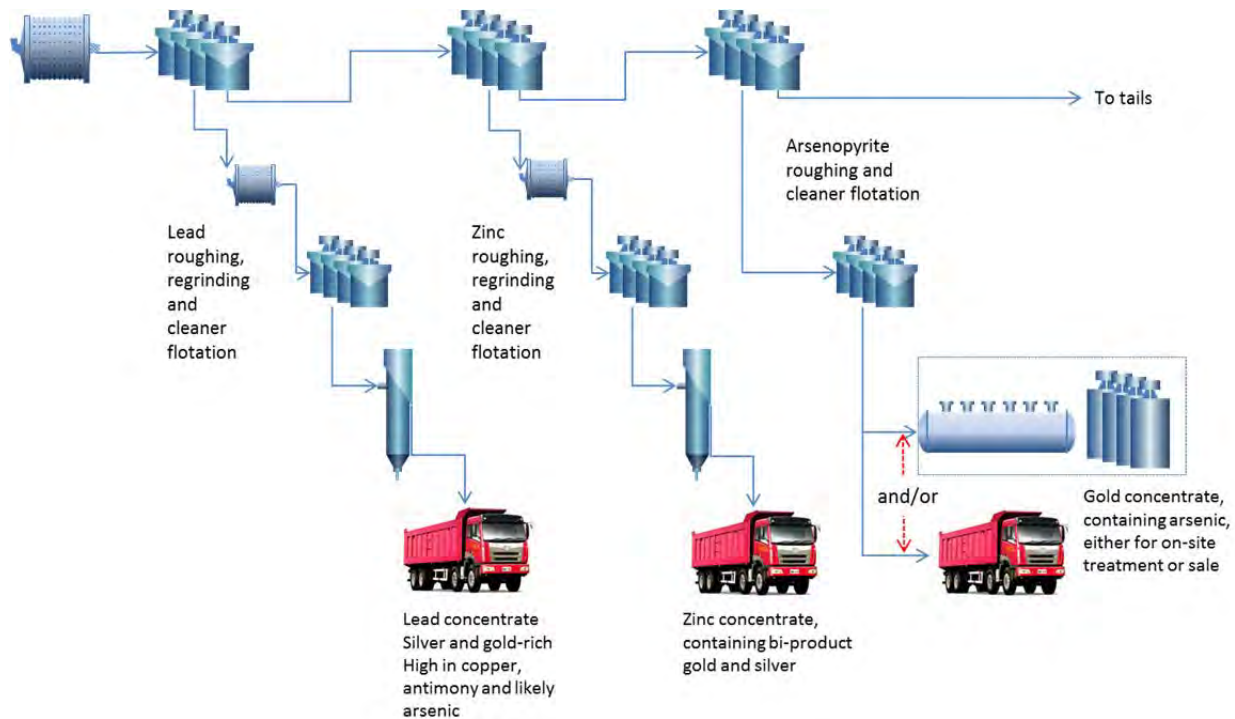 To tails
Arsenopyrite
roughing and
cleaner flotation
Lead
roughing,
regrinding
and
cleaner
flotation
Zinc
roughing,
regrinding
and
cleaner
flotation
and/or
Gold concentrate,
containing arsenic,
either for on-site
treatment or sale
Lead concentrate
Silver and gold-rich
High in copper,
antimony and likely
arsenic
Zinc concentrate,
containing bi-product
gold and silver